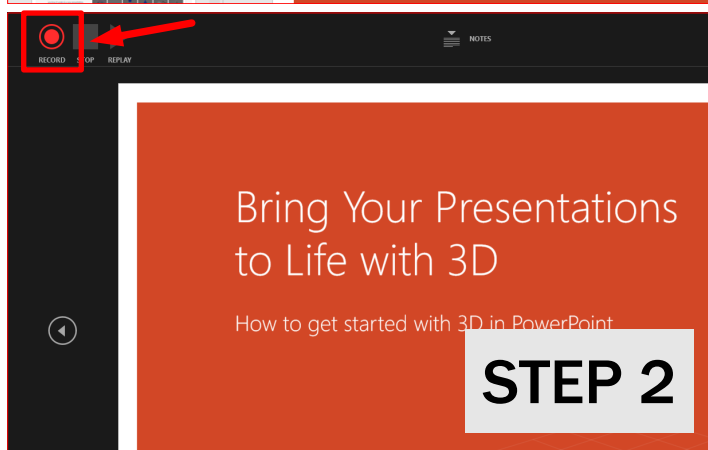 NOTES
RECORD STOP REPLAY
Bring Your Presentations
to Life with 3D
How to get started with 3D in PowerPoint
STEP 2